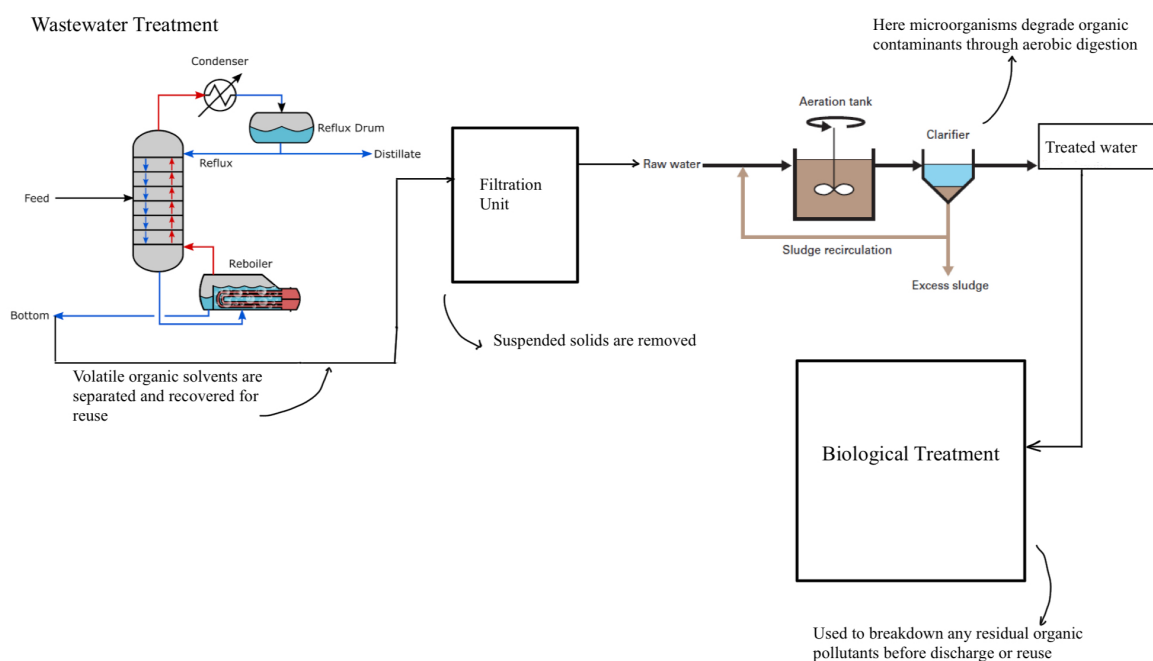 Wastewater Treatment
Here microorganisms degrade organic
contaminants through aerobic digestion
Condenser
Reflux Drum
Reflux
Distillate
Feed
Reboiler
Bottom
Volatile organic solvents are
separated and recovered for
reuse
Filtration
Unit
Suspended solids are removed
Raw water
Aeration tank
Clarifier
Treated water
Sludge recirculation
Excess sludge
Biological Treatment
Used to breakdown any residual organic
pollutants before discharge or reuse